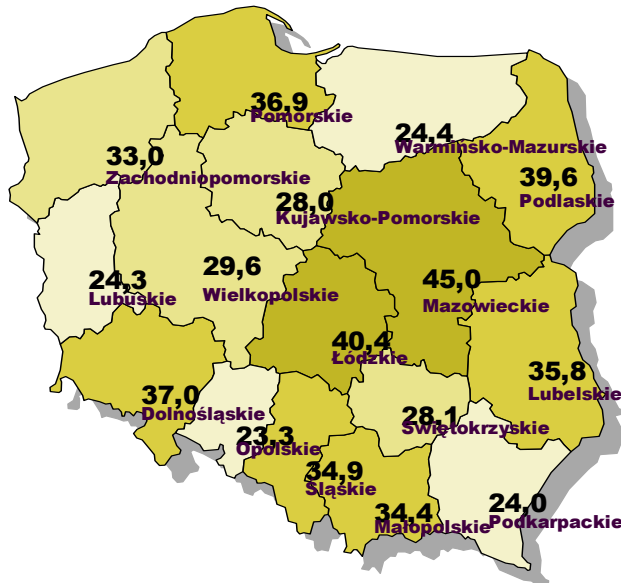 36,9
Pomorskie
24,4
Warmińsko-Mazurskie
33,0
Zachodniopomorskie
39,6
Podlaskie
28,0
Kujawsko-Pomorskie
24,3
Lubuskie
29,6
Wielkopolskie
45,0
Mazowieckie
40,4
Łódzkie
35,8
Lubelskie
37,0
Dolnośląskie
28,1
Świętokrzyskie
23,3
Opolskie
34,9
Śląskie
34,4
Małopolskie
24,0
Podkarpackie